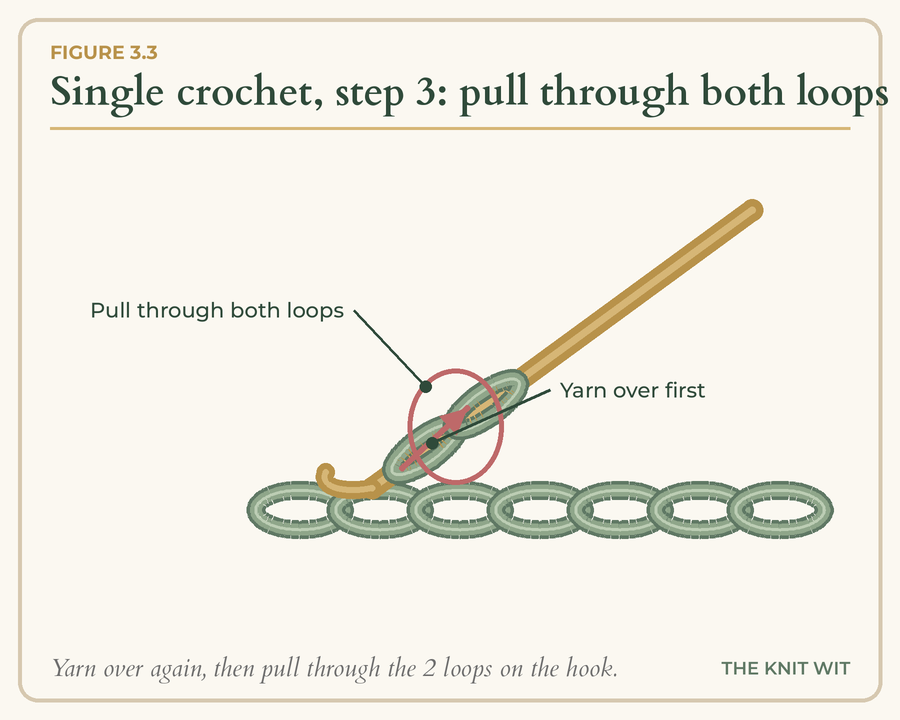 FIGURE 3.3
Single crochet, step 3: pull through both loops
Pull through both loops
Yarn over first
Yarn over again, then pull through the 2 loops on the hook.
THE KNIT WIT